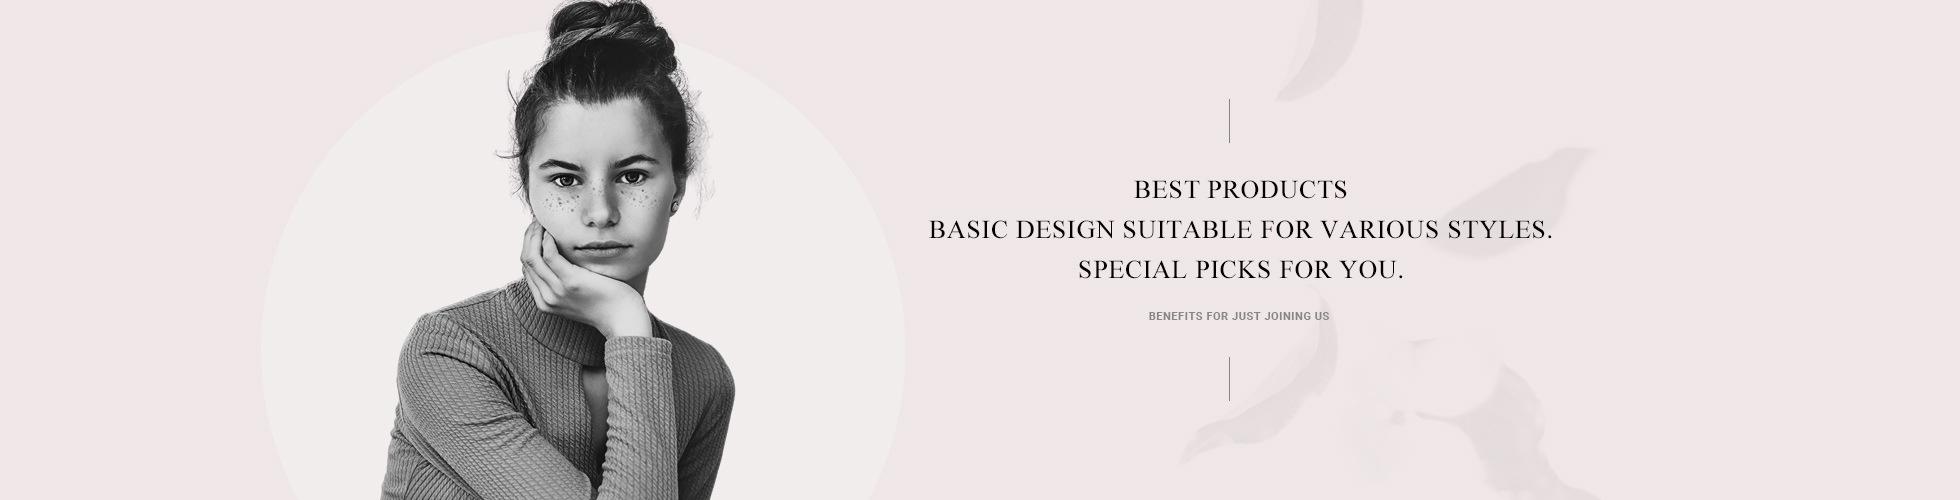 BEST PRODUCTS
BASIC DESIGN SUITABLE FOR VARIOUS STYLES.
SPECIAL PICKS FOR YOU.
BENEFITS FOR JUST JOINING US